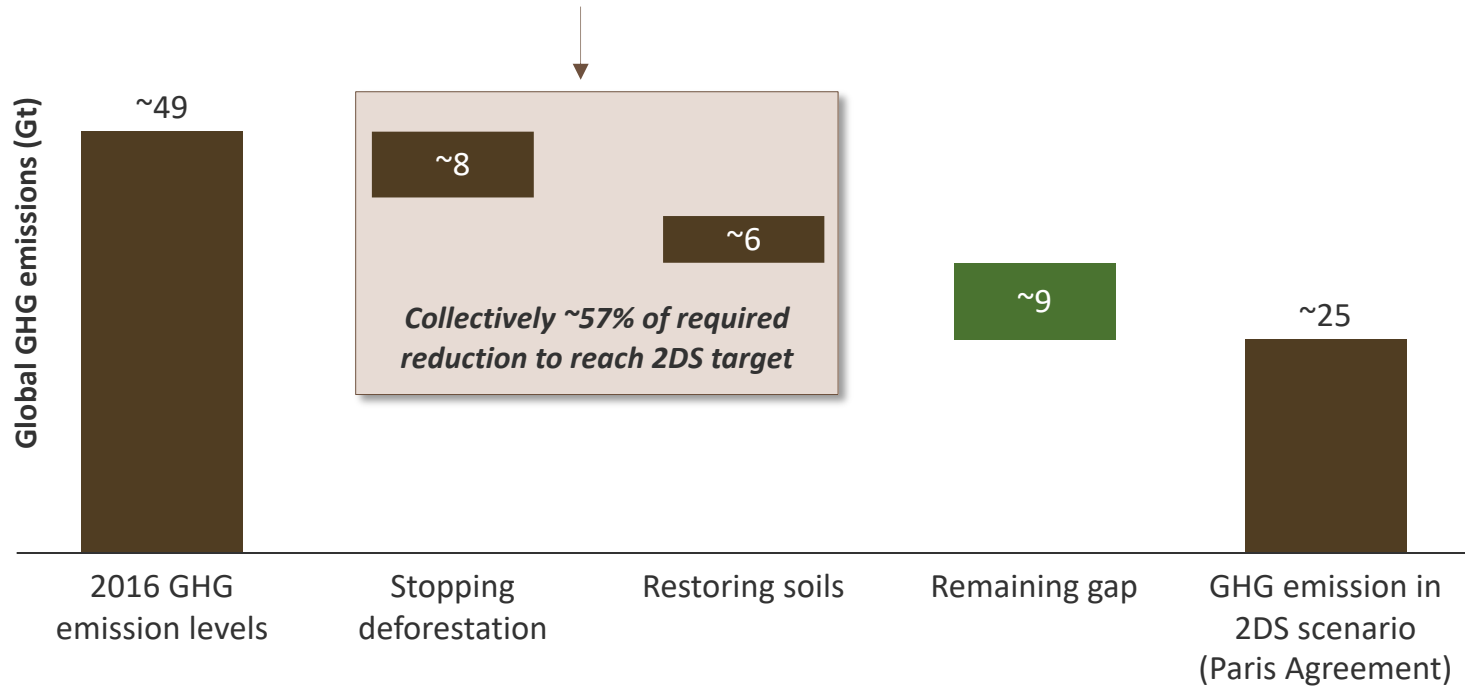 Global GHG emissions (Gt)
~49
~8
~6
Collectively ~57% of required
reduction to reach 2DS target
~9
~25
2016 GHG
emission levels
Stopping
deforestation
Restoring soils
Remaining gap
GHG emission in
2DS scenario
(Paris Agreement)